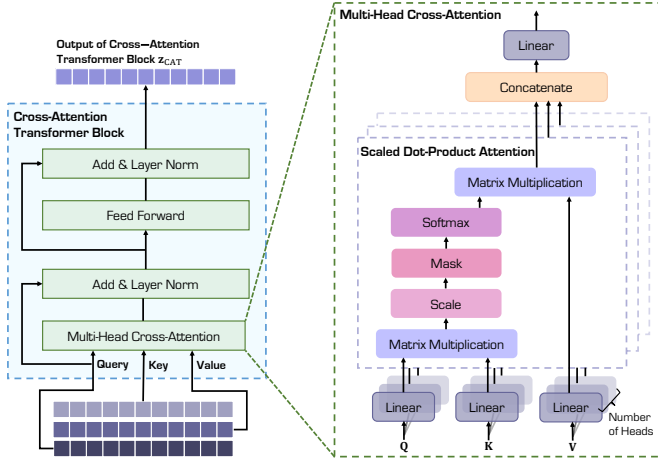 Output of Cross—Attention
Transformer Block z_CAT
Cross-Attention
Transformer Block
Add & Layer Norm
Feed Forward
Add & Layer Norm
Multi-Head Cross-Attention
Query
Key
Value
Multi-Head Cross-Attention
Linear
Concatenate
Scaled Dot-Product Attention
Matrix Multiplication
Softmax
Mask
Scale
Matrix Multiplication
Linear
Linear
Linear
Number
of Heads
Q
K
V